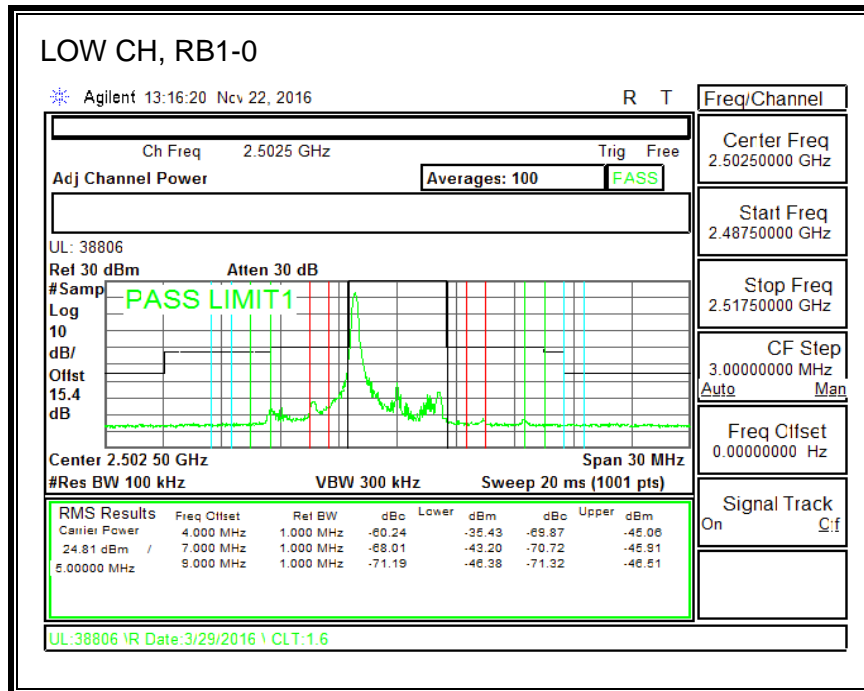 LOW CH, RB1-0
Agilent 13:16:20 Nov 22, 2016 R T
Freq/Channel
Ch Freq 2.5025 GHz Trig Free
Adj Channel Power Averages: 100 PASS
Center Freq
2.50250000 GHz
Start Freq
2.48750000 GHz
UL: 38806
Ref 30 dBm Atten 30 dB
#Samp
Log
10
dB/
Offst
15.4
dB
PASS LIMIT1
Stop Freq
2.51750000 GHz
CF Step
3.00000000 MHz
Auto Man
Freq Offset
0.00000000 Hz
Center 2.502 50 GHz Span 30 MHz
#Res BW 100 kHz VBW 300 kHz Sweep 20 ms (1001 pts)
Signal Track
On Off
RMS Results Freq Offset Ref BW dBc Lower dBm dBc Upper dBm
Carrier Power 4.000 MHz 1.000 MHz -60.24 -35.43 -69.87 -45.06
24.81 dBm / 7.000 MHz 1.000 MHz -68.01 -43.20 -70.72 -45.91
5.00000 MHz 9.000 MHz 1.000 MHz -71.19 -46.38 -71.32 -46.51
UL:38806 \R Date:3/29/2016 \ CLT:1.6